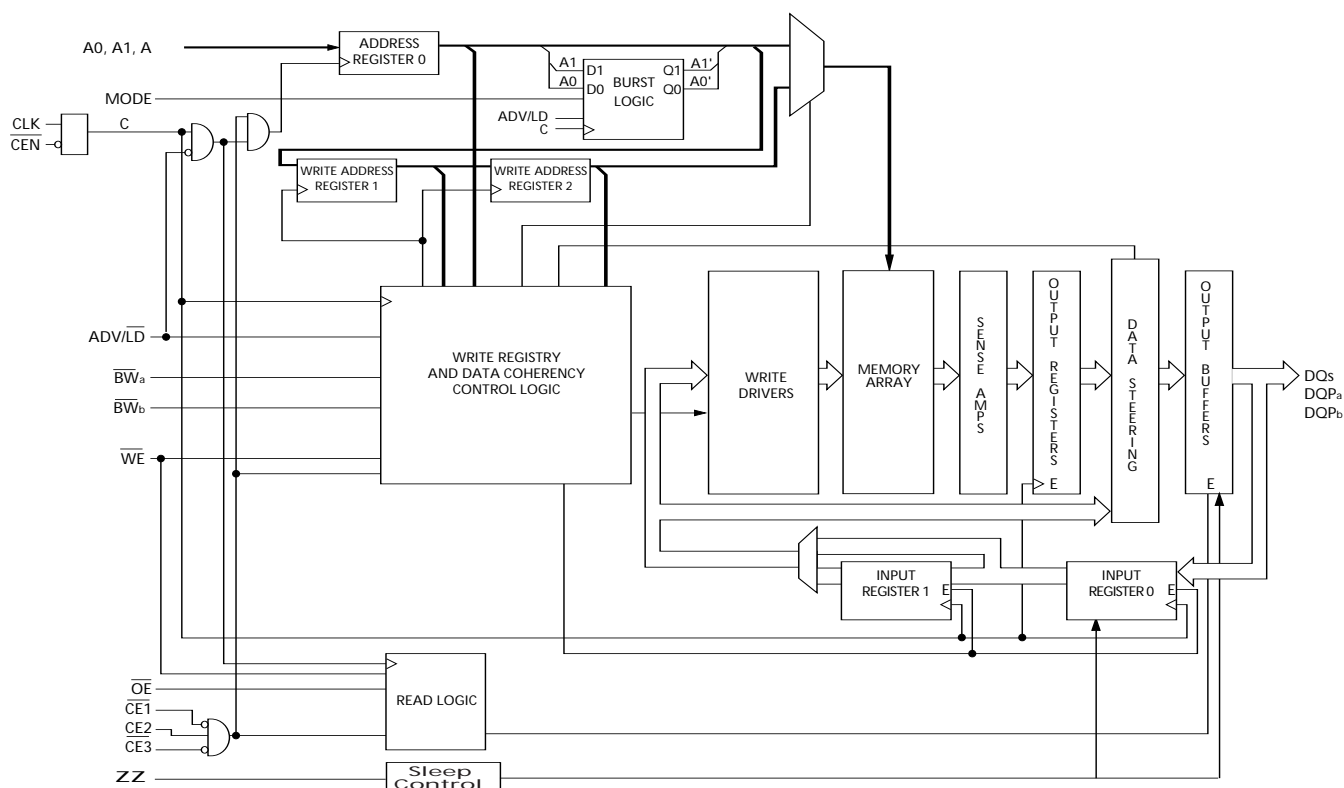 A0, A1, A
ADDRESS
REGISTER 0
MODE
A1
A0
D1
D0
BURST
LOGIC
Q1
Q0
A1'
A0'
ADV/LD
C
CLK
CEN
C
WRITE ADDRESS
REGISTER 1
WRITE ADDRESS
REGISTER 2
ADV/LD
BWa
BWb
WE
WRITE REGISTRY
AND DATA COHERENCY
CONTROL LOGIC
WRITE
DRIVERS
MEMORY
ARRAY
SENSE AMPS
OUTPUT REGISTERS
E
DATA STEERING
OUTPUT BUFFERS
E
DQs
DQPa
DQPb
INPUT
REGISTER 1
E
INPUT
REGISTER 0
E
OE
CE1
CE2
CE3
READ LOGIC
ZZ
Sleep
Control